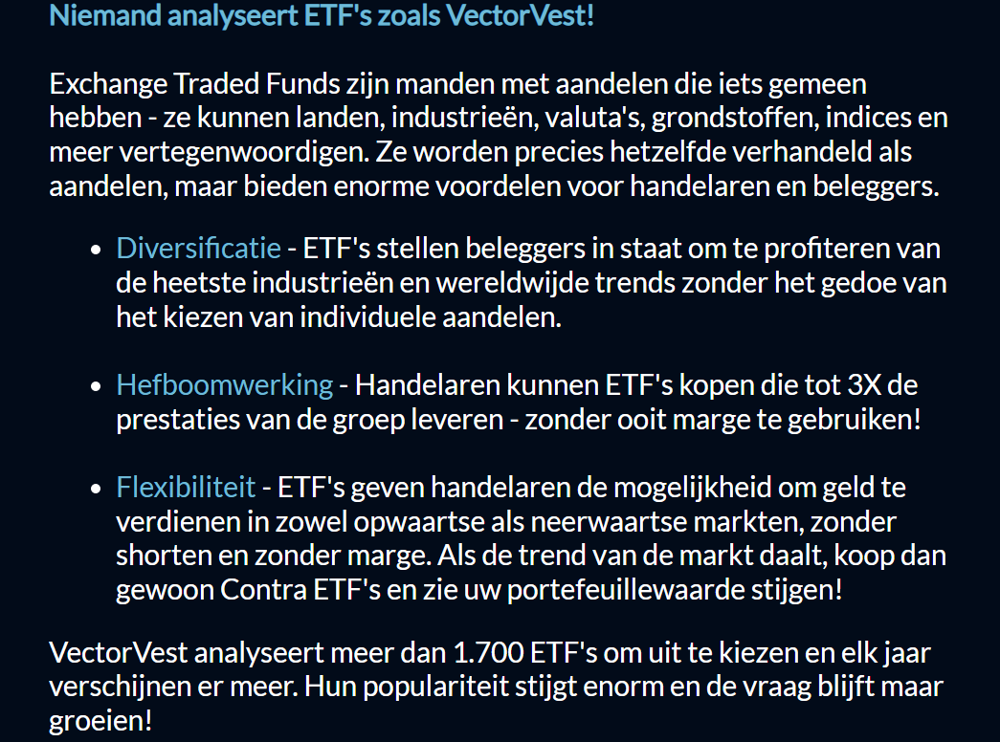 Niemand analyseert ETF's zoals VectorVest!
Exchange Traded Funds zijn manden met aandelen die iets gemeen
hebben - ze kunnen landen, industrieën, valuta's, grondstoffen, indices en
meer vertegenwoordigen. Ze worden precies hetzelfde verhandeld als
aandelen, maar bieden enorme voordelen voor handelaren en beleggers.
• Diversificatie - ETF's stellen beleggers in staat om te profiteren van
de heetste industrieën en wereldwijde trends zonder het gedoe van
het kiezen van individuele aandelen.
• Hefboomwerking - Handelaren kunnen ETF's kopen die tot 3X de
prestaties van de groep leveren - zonder ooit marge te gebruiken!
• Flexibiliteit - ETF's geven handelaren de mogelijkheid om geld te
verdienen in zowel opwaartse als neerwaartse markten, zonder
shorten en zonder marge. Als de trend van de markt daalt, koop dan
gewoon Contra ETF's en zie uw portefeuillewaarde stijgen!
VectorVest analyseert meer dan 1.700 ETF's om uit te kiezen en elk jaar
verschijnen er meer. Hun populariteit stijgt enorm en de vraag blijft maar
groeien!